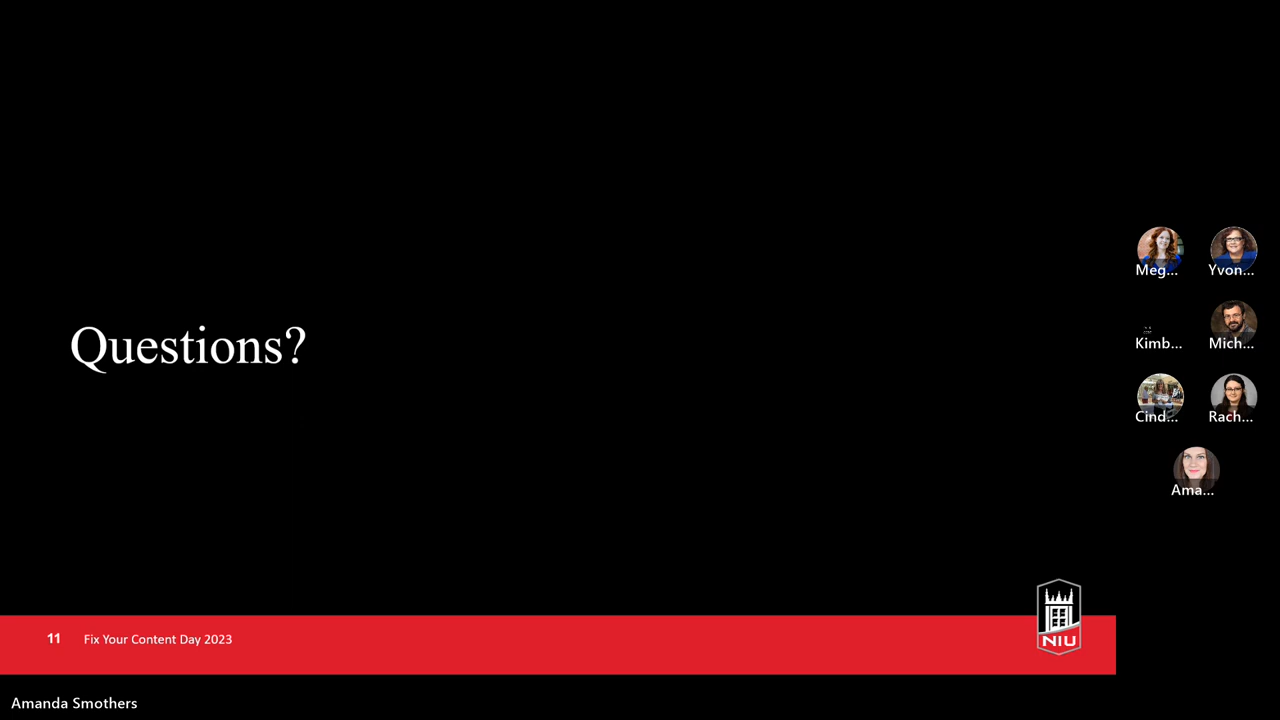 Questions?
Meg...
Yvon...
Kimb...
Mich...
Cind...
Rach...
Ama...
NIU
11 Fix Your Content Day 2023
Amanda Smothers